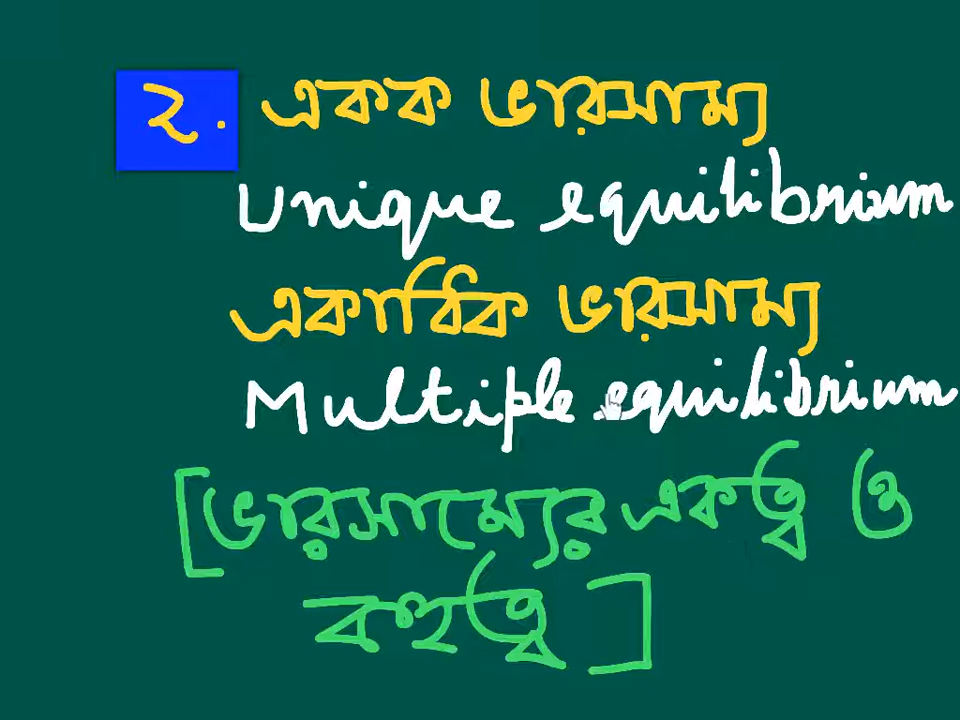 ২. একক ভারসাম্য
Unique equilibrium
একাধিক ভারসাম্য
Multiple equilibrium
[ভারসাম্যের একত্ব ও
বহুত্ব]